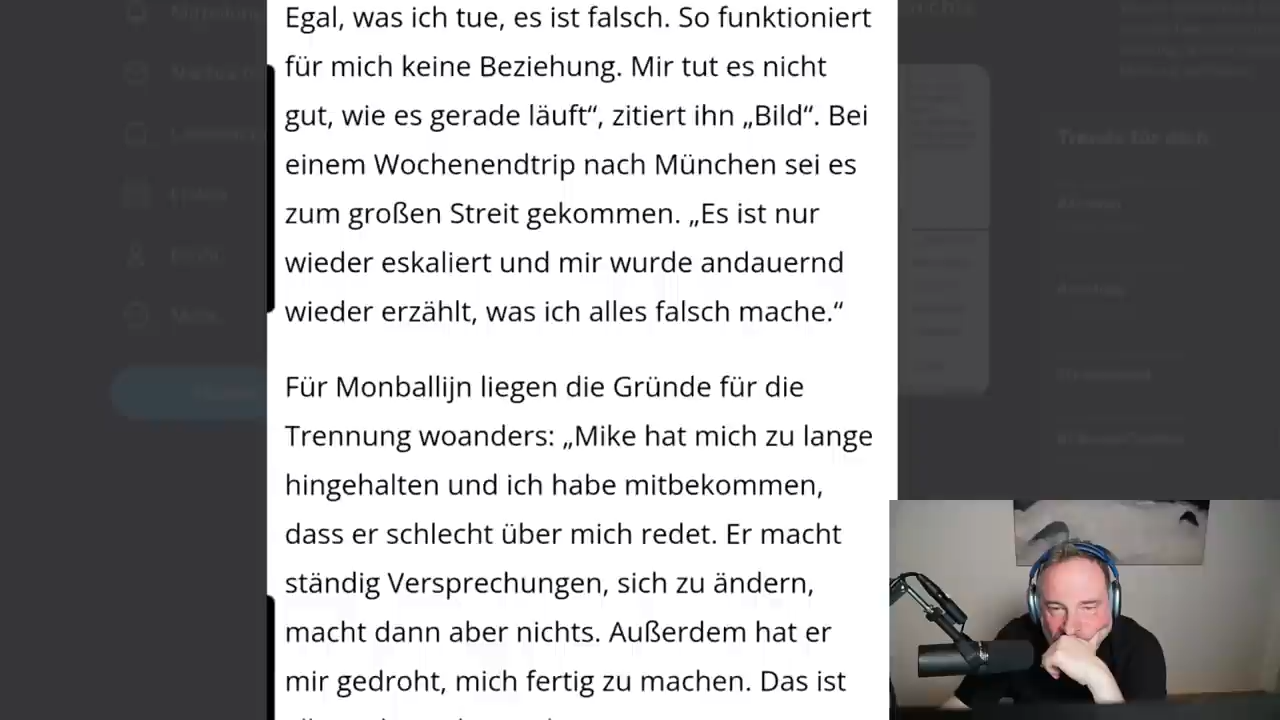 Egal, was ich tue, es ist falsch. So funktioniert
für mich keine Beziehung. Mir tut es nicht
gut, wie es gerade läuft“, zitiert ihn „Bild“. Bei
einem Wochenendtrip nach München sei es
zum großen Streit gekommen. „Es ist nur
wieder eskaliert und mir wurde andauernd
wieder erzählt, was ich alles falsch mache.“
Für Monballijn liegen die Gründe für die
Trennung woanders: „Mike hat mich zu lange
hingehalten und ich habe mitbekommen,
dass er schlecht über mich redet. Er macht
ständig Versprechungen, sich zu ändern,
macht dann aber nichts. Außerdem hat er
mir gedroht, mich fertig zu machen. Das ist
Trends für dich